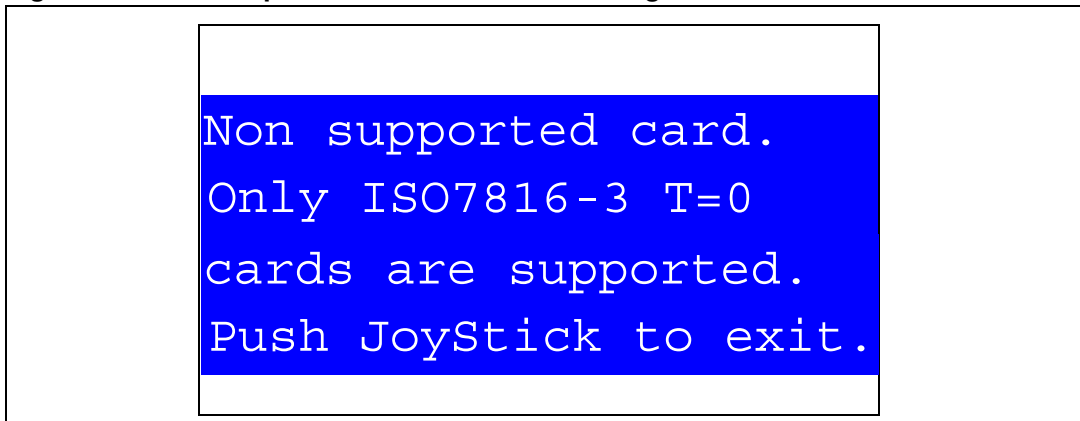 Non supported card.
Only ISO7816-3 T=0
cards are supported.
Push JoyStick to exit.